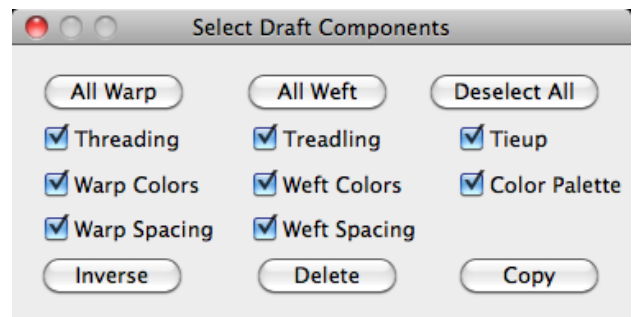 Select Draft Components
All Warp All Weft Deselect All
Threading Treadling Tieup
Warp Colors Weft Colors Color Palette
Warp Spacing Weft Spacing
Inverse Delete Copy